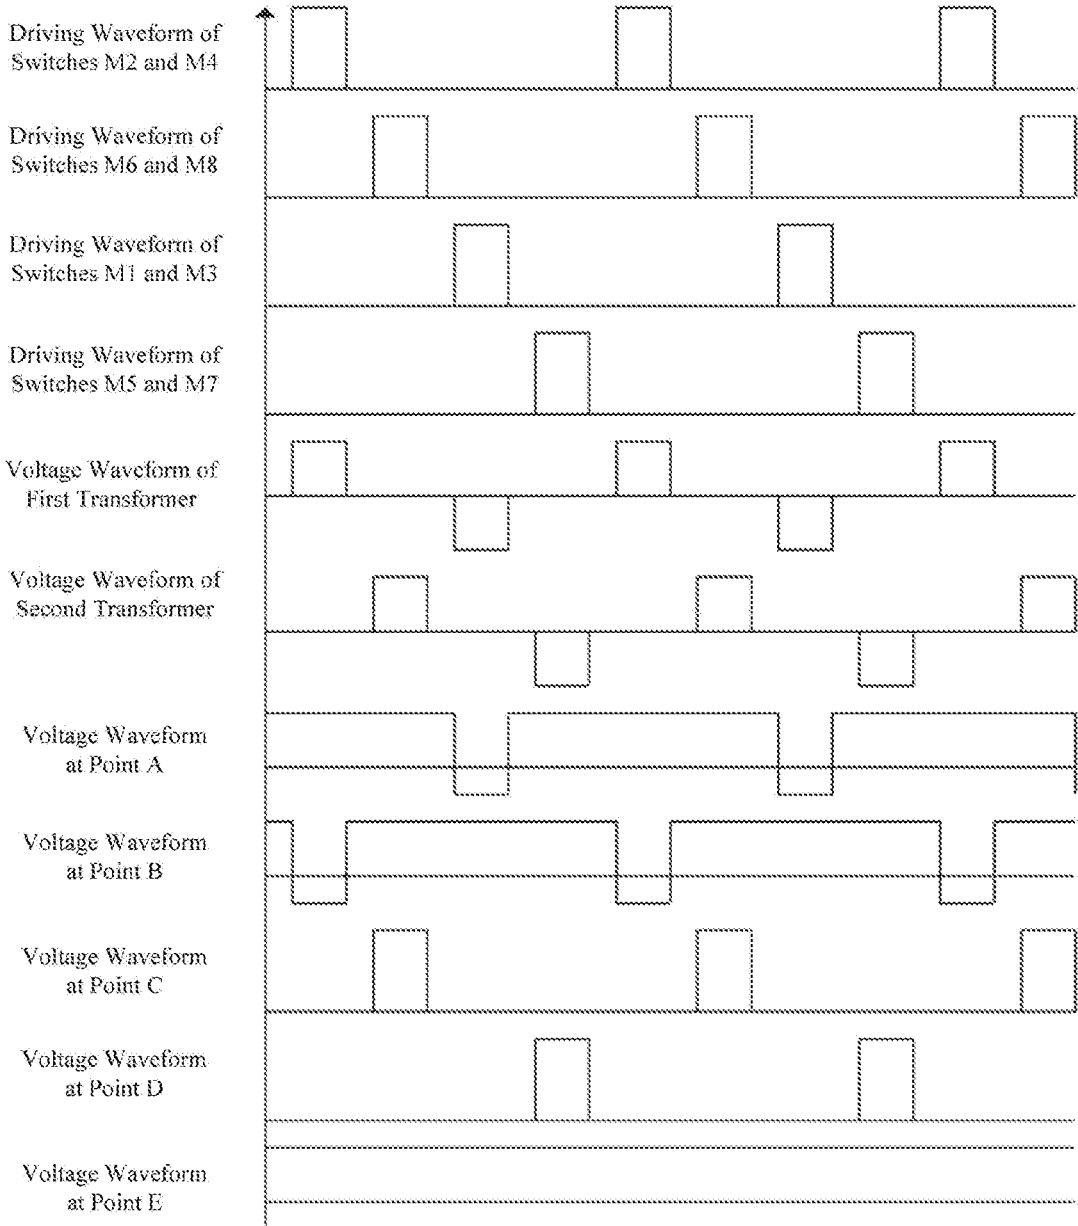 Driving Waveform of
Switches M2 and M4
Driving Waveform of
Switches M6 and M8
Driving Waveform of
Switches M1 and M3
Driving Waveform of
Switches M5 and M7
Voltage Waveform of
First Transformer
Voltage Waveform of
Second Transformer
Voltage Waveform
at Point A
Voltage Waveform
at Point B
Voltage Waveform
at Point C
Voltage Waveform
at Point D
Voltage Waveform
at Point E